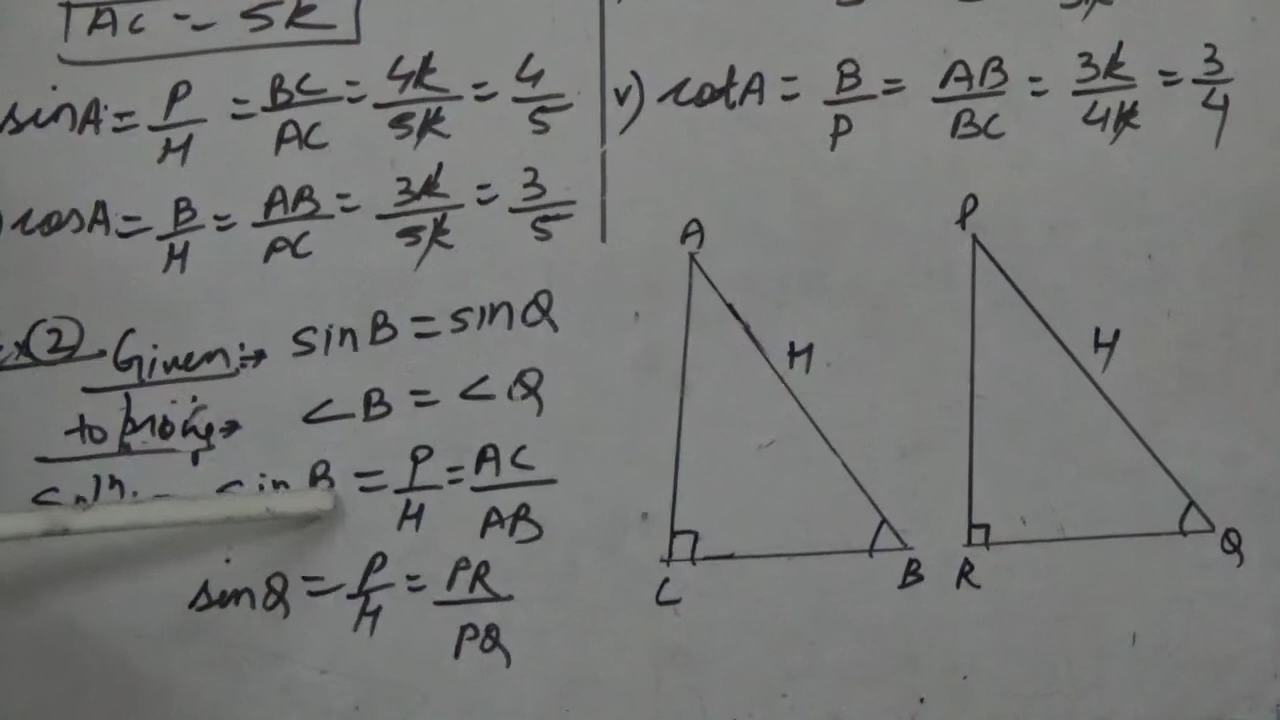 AC = 5k
sinA = P/H = BC/AC = 4k/5k = 4/5
cosA = B/H = AB/AC = 3k/5k = 3/5
v) cotA = B/P = AB/BC = 3k/4k = 3/4
Ex(2) Given:→ sinB = sinQ
to prove→ ∠B = ∠Q
sinB = P/H = AC/AB
sinQ = P/H = PR/PQ
A
H
C
B
P
H
R
Q